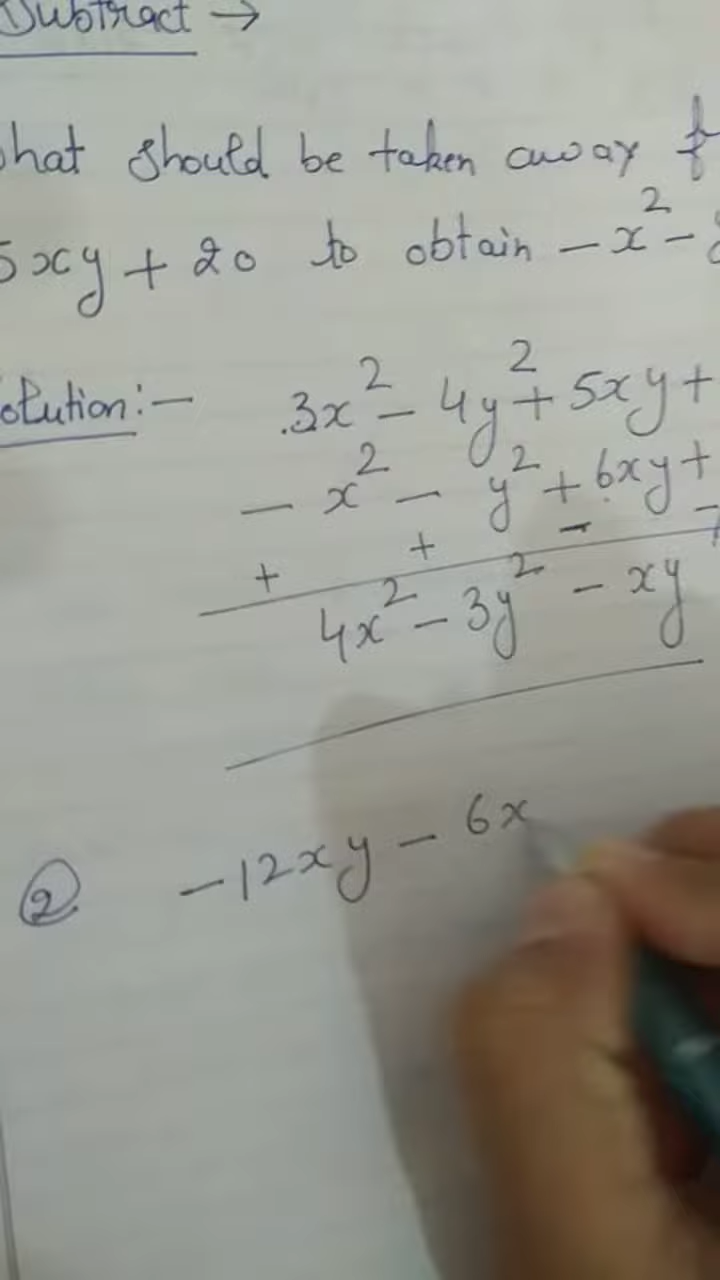 Subtract →
hat should be taken away f
5xy + 20 to obtain − x² −
olution :− 3x² − 4y² + 5xy +
− x² − y² + 6xy +
+ + − −
4x² − 3y² − xy
② −12xy − 6x